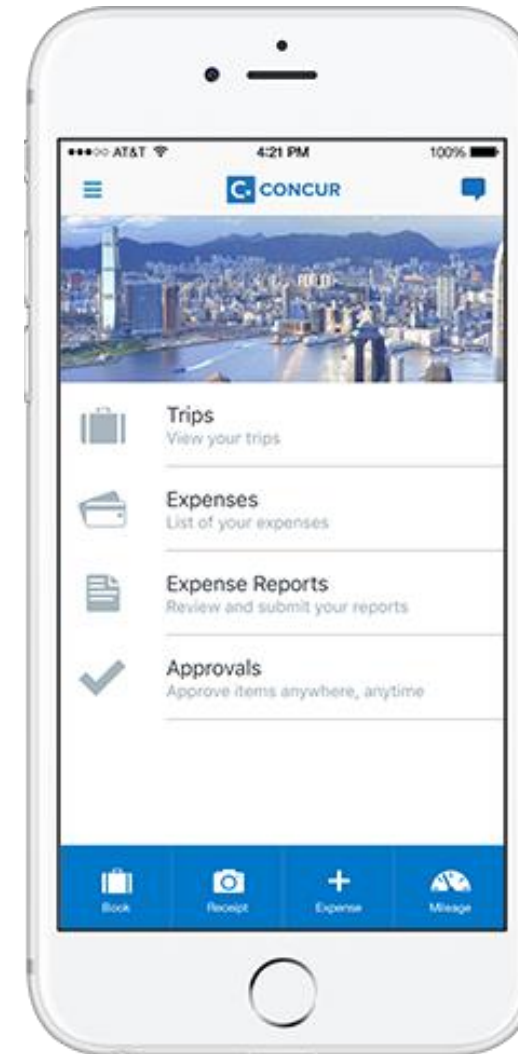 AT&T 4:21 PM 100%
C. CONCUR
Trips
View your trips
Expenses
List of your expenses
Expense Reports
Review and submit your reports
Approvals
Approve items anywhere, anytime
Book Receipt Expense Mileage